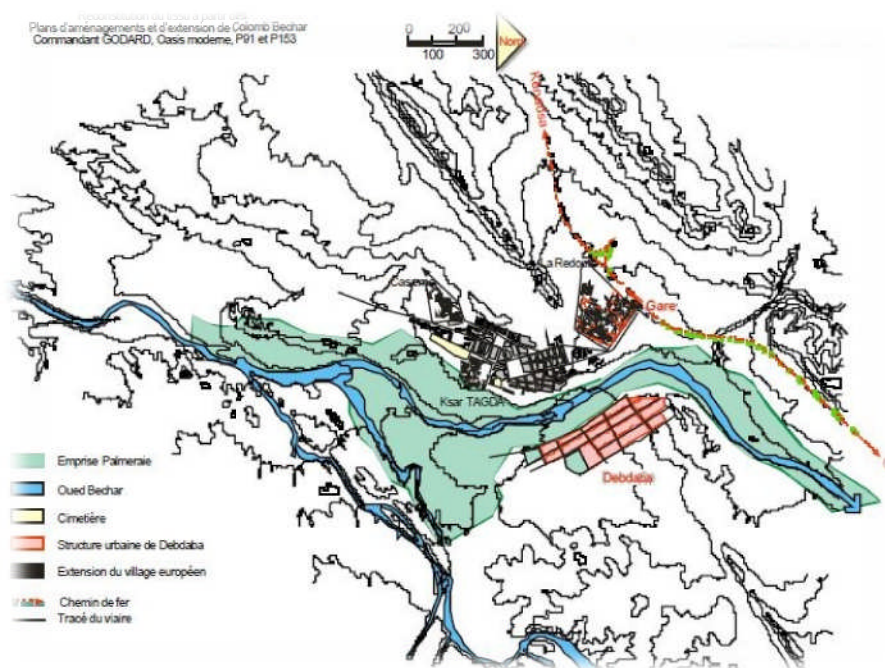 Plans d'aménagements et d'extension de Colomb Bechar
Commandant GODARD, Oasis moderne, P91 et P153
0 200
100 300
Nord
La Redoute
Gare
Ksar TAGDA
Debdaba
Emprise Palmeraie
Oued Bechar
Cimetière
Structure urbaine de Debdaba
Extension du village européen
Chemin de fer
Tracé du viaire